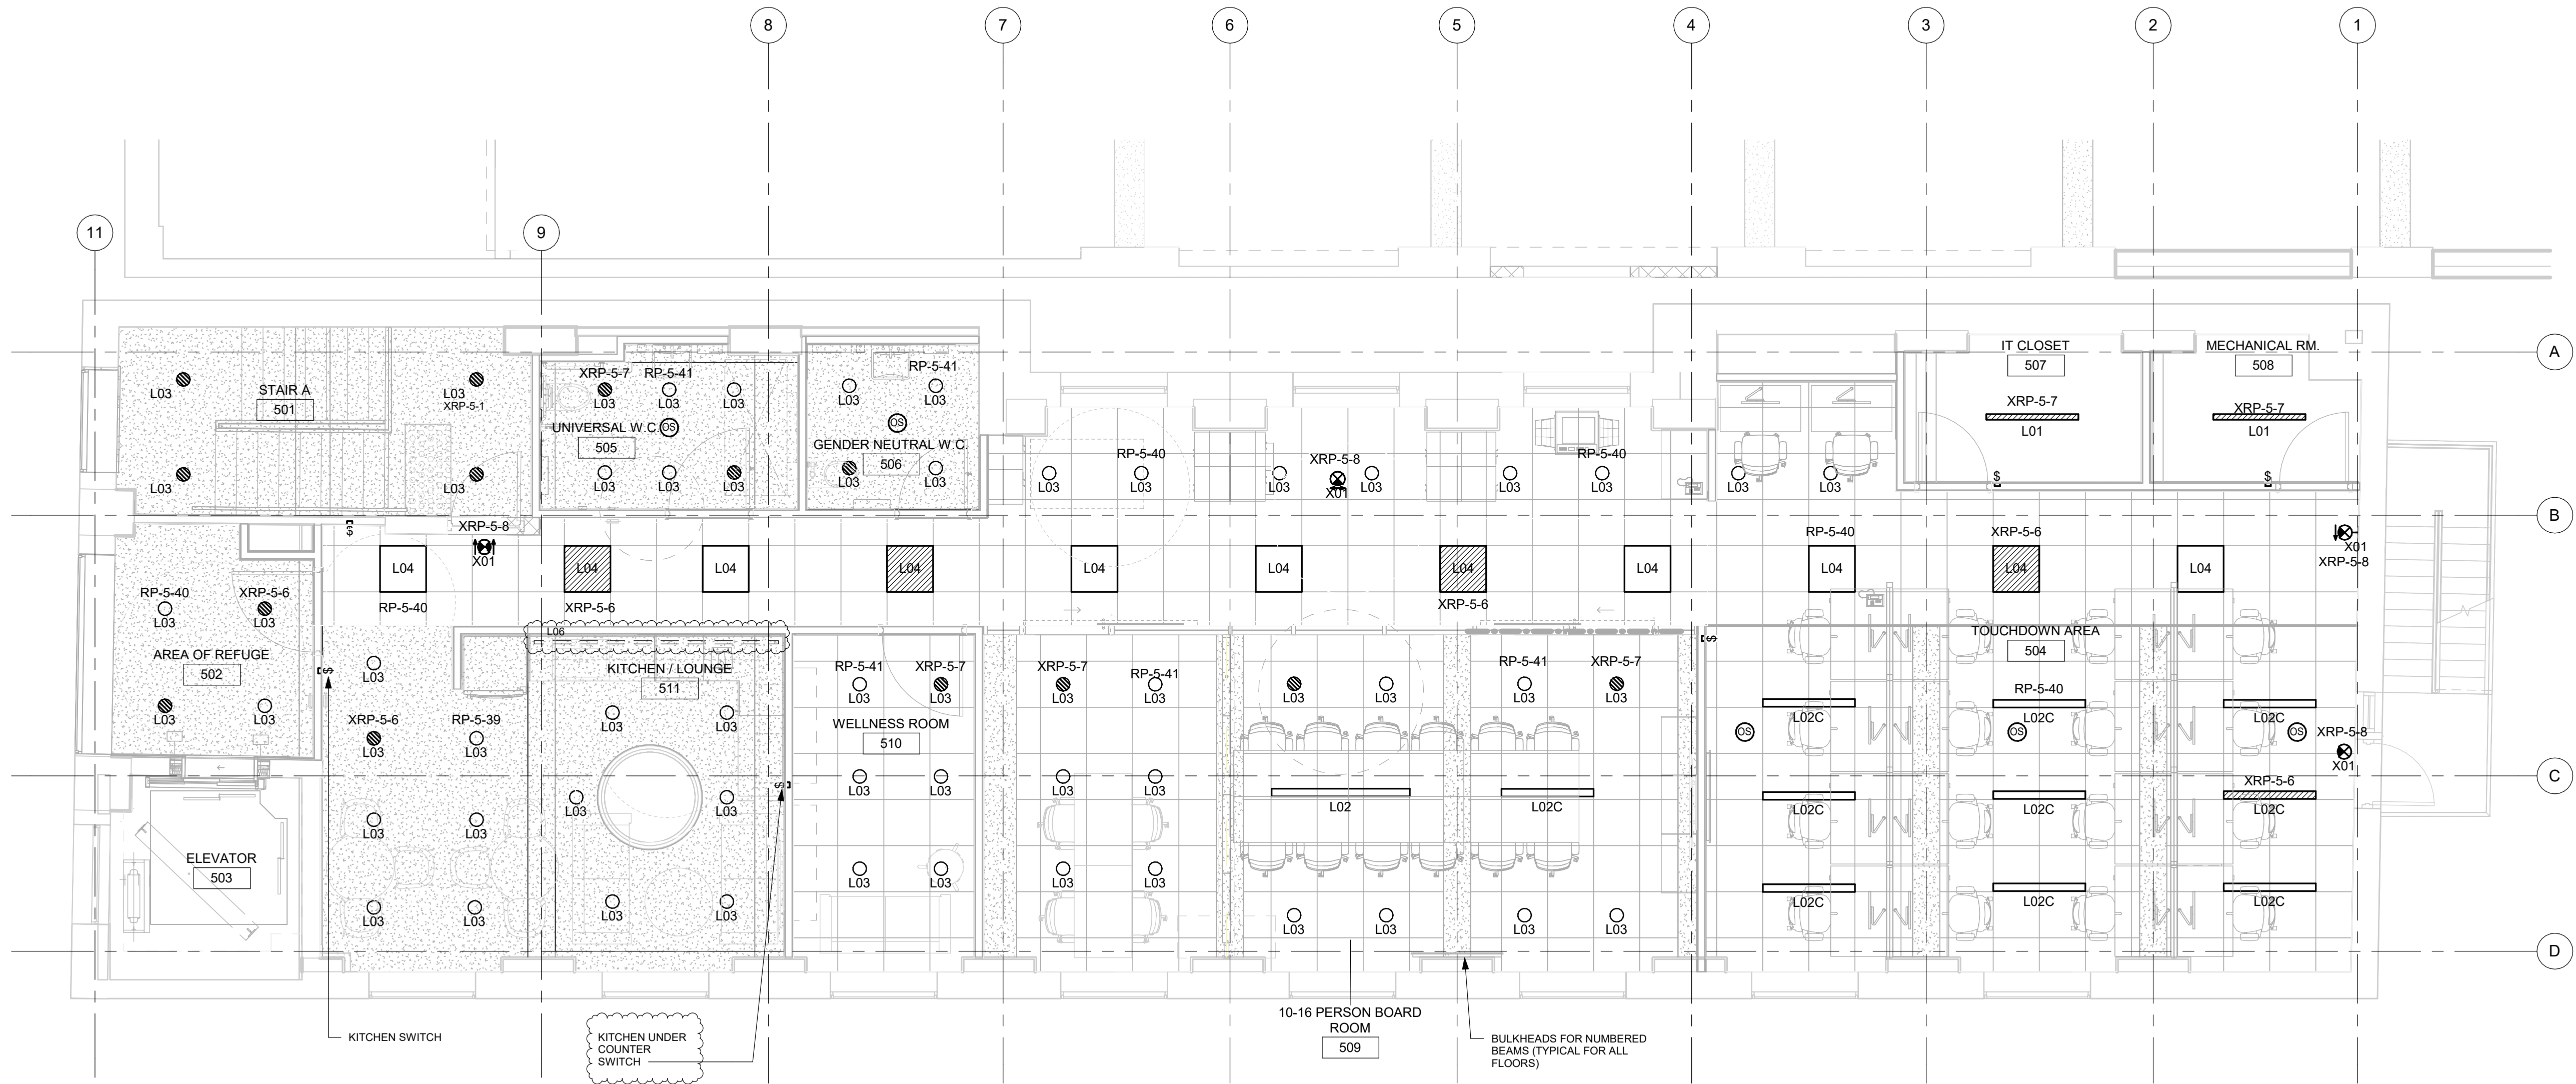 8
7
6
5
4
3
2
1
11
9
A
IT CLOSET
507
MECHANICAL RM.
508
XRP-5-7
L01
XRP-5-7
L01
$
$
STAIR A
501
L03
L03
XRP-5-1
L03
L03
XRP-5-7
RP-5-41
L03
L03
L03
UNIVERSAL W.C.
OS
505
L03
L03
L03
RP-5-41
L03
L03
OS
GENDER NEUTRAL W.C.
506
L03
L03
RP-5-40
L03
L03
XRP-5-8
X01
L03
L03
RP-5-40
L03
L03
L03
L03
B
$
XRP-5-8
X01
RP-5-40
XRP-5-6
X01
XRP-5-8
L04
L04
L04
L04
L04
L04
L04
L04
L04
L04
L04
RP-5-40
XRP-5-6
XRP-5-6
RP-5-40
XRP-5-6
L03
L03
AREA OF REFUGE
502
L03
L03
L06
KITCHEN / LOUNGE
511
$
L03
XRP-5-6
RP-5-39
L03
L03
L03
L03
L03
L03
L03
L03
L03
L03
L03
L03
$
RP-5-41
XRP-5-7
L03
L03
WELLNESS ROOM
510
L03
L03
L03
L03
XRP-5-7
RP-5-41
L03
L03
L03
L03
L03
L03
L03
L03
RP-5-41
XRP-5-7
L03
L03
L02
L02C
L03
L03
L03
L03
$
TOUCHDOWN AREA
504
RP-5-40
L02C
L02C
L02C
OS
OS
OS
XRP-5-8
X01
XRP-5-6
L02C
L02C
L02C
L02C
L02C
L02C
C
ELEVATOR
503
D
KITCHEN SWITCH
KITCHEN UNDER
COUNTER
SWITCH
10-16 PERSON BOARD
ROOM
509
BULKHEADS FOR NUMBERED
BEAMS (TYPICAL FOR ALL
FLOORS)